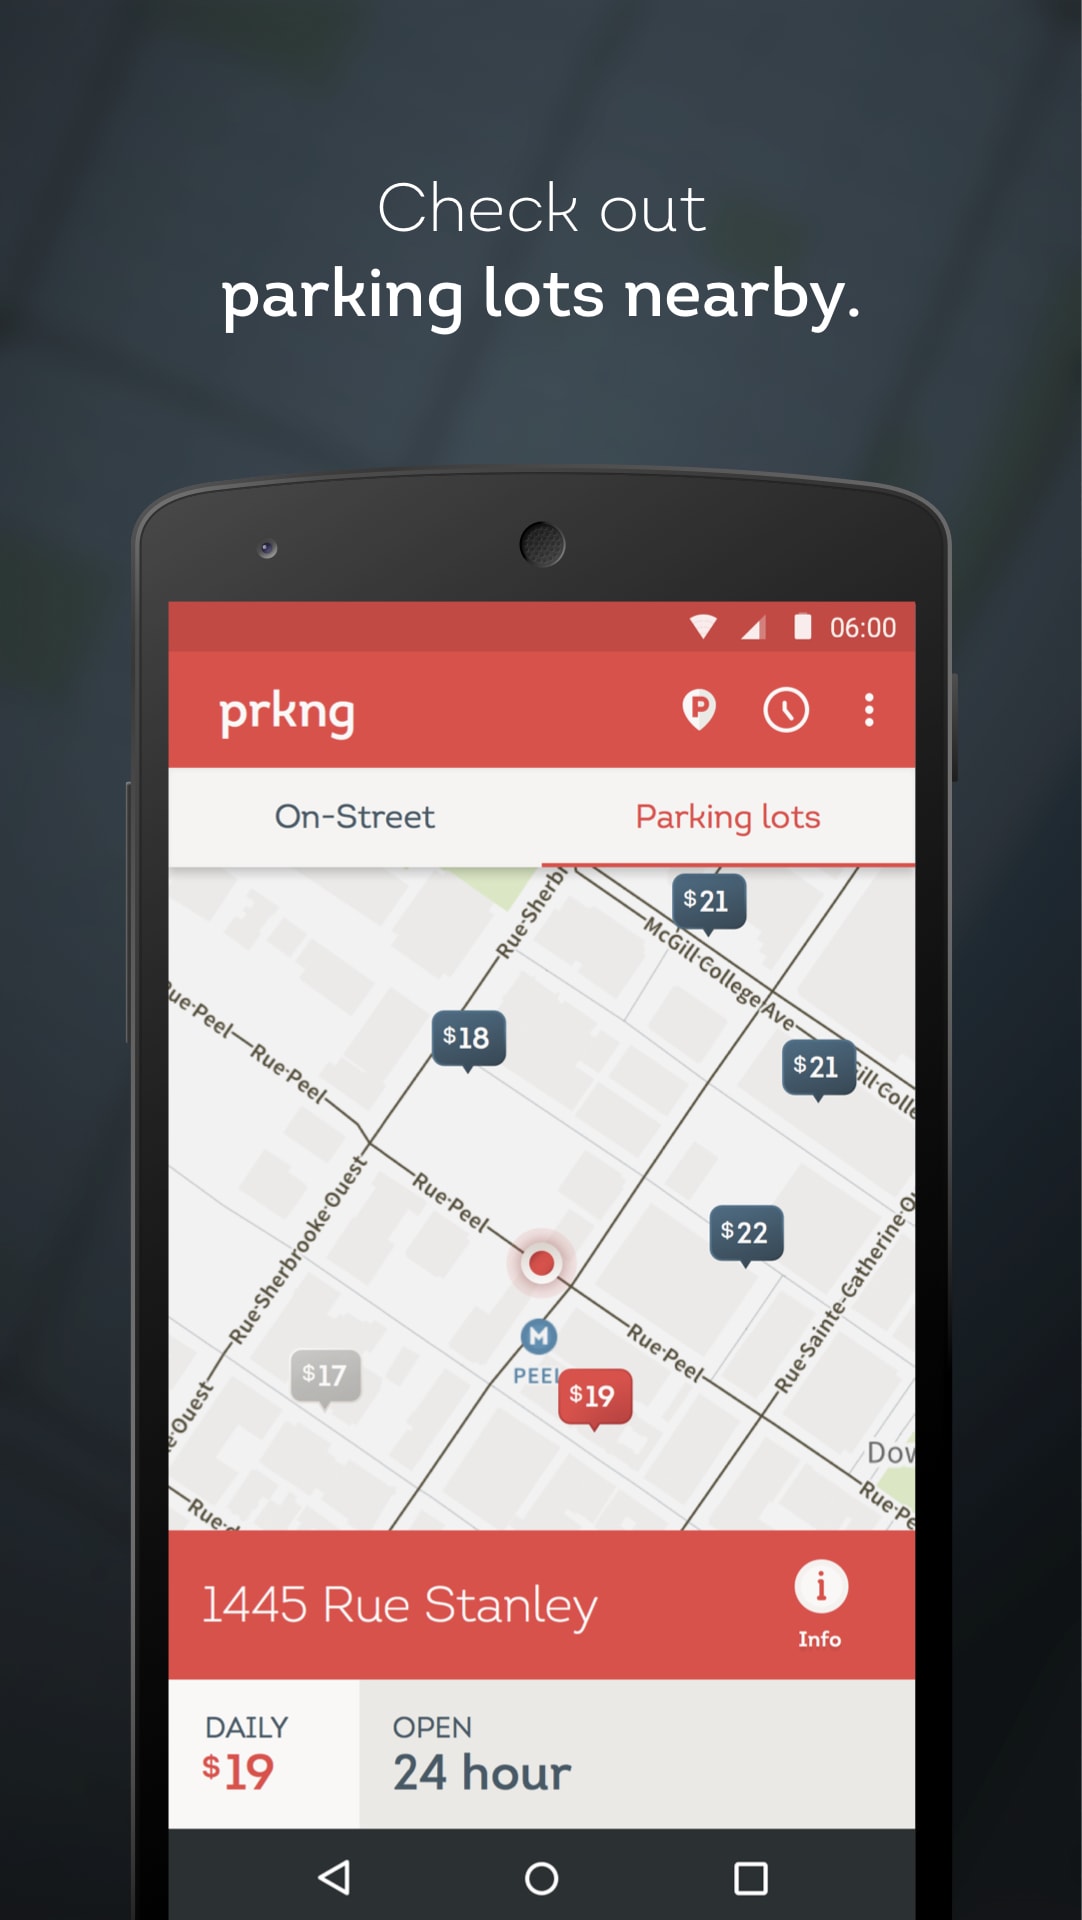 Check out
parking lots nearby.
06:00
prkng
P
On-Street
Parking lots
$21
Rue Sherb
McGill College Ave
Rue Peel
Rue Peel
$18
$21
ill Colle
Rue Peel
$22
Rue Sherbrooke Ouest
Rue Sainte-Catherine O
M
PEEL
Rue Peel
$17
$19
e Ouest
Dow
Rue Pe
Rue d
1445 Rue Stanley
i
Info
DAILY
$19
OPEN
24 hour